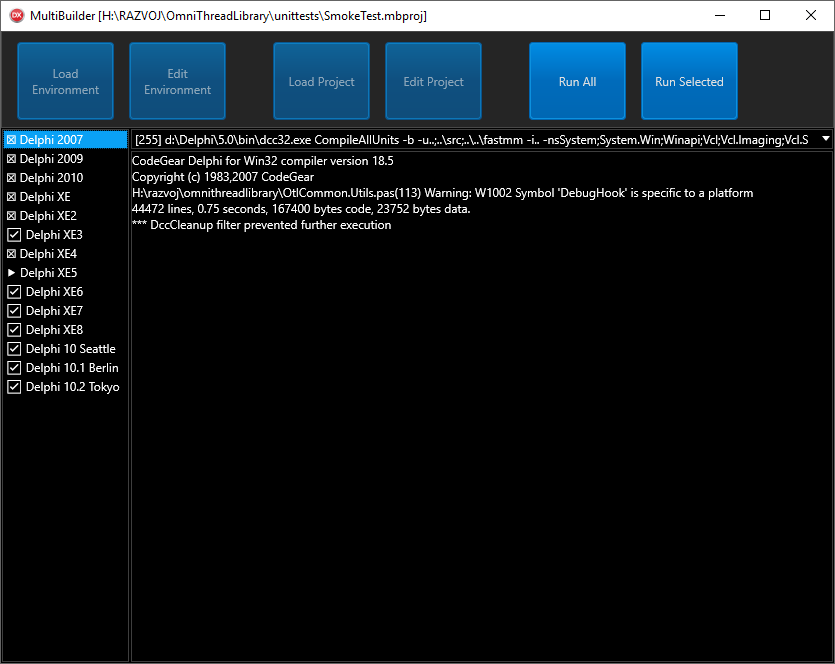 DX MultiBuilder [H:\RAZVOJ\OmniThreadLibrary\unittests\SmokeTest.mbproj]
Load Environment
Edit Environment
Load Project
Edit Project
Run All
Run Selected
Delphi 2007
Delphi 2009
Delphi 2010
Delphi XE
Delphi XE2
Delphi XE3
Delphi XE4
Delphi XE5
Delphi XE6
Delphi XE7
Delphi XE8
Delphi 10 Seattle
Delphi 10.1 Berlin
Delphi 10.2 Tokyo
[255] d:\Delphi\5.0\bin\dcc32.exe CompileAllUnits -b -u..;..\src;..\..\fastmm -i.. -nsSystem;System.Win;Winapi;Vcl;Vcl.Imaging;Vcl.S
CodeGear Delphi for Win32 compiler version 18.5
Copyright (c) 1983,2007 CodeGear
H:\razvoj\omnithreadlibrary\OtlCommon.Utils.pas(113) Warning: W1002 Symbol 'DebugHook' is specific to a platform
44472 lines, 0.75 seconds, 167400 bytes code, 23752 bytes data.
*** DccCleanup filter prevented further execution